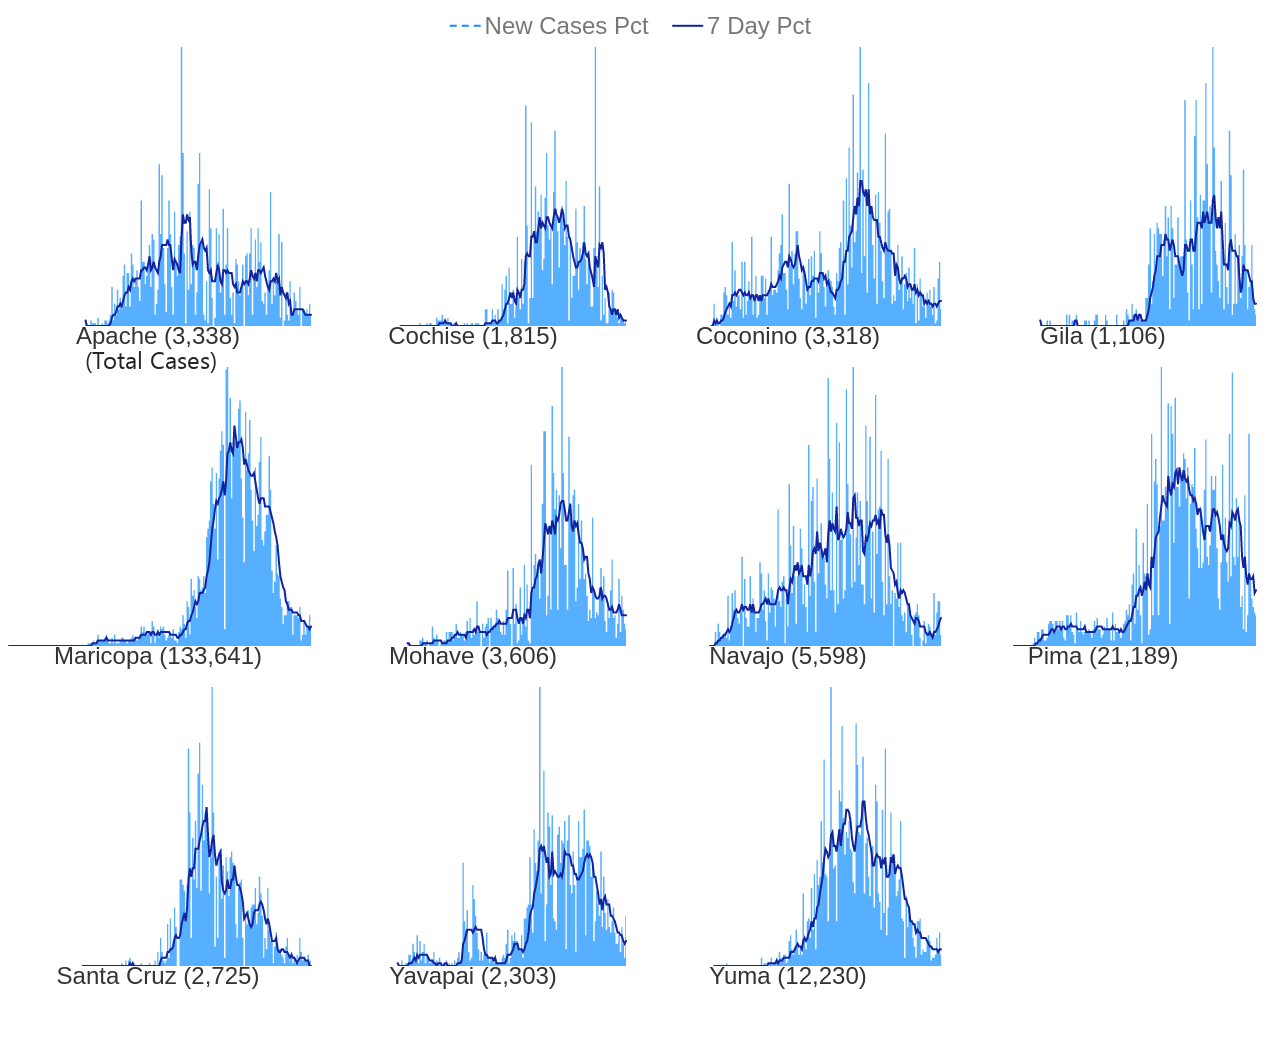 New Cases Pct 7 Day Pct
Apache (3,338) Cochise (1,815) Coconino (3,318) Gila (1,106)
(Total Cases)
Maricopa (133,641) Mohave (3,606) Navajo (5,598) Pima (21,189)
Santa Cruz (2,725) Yavapai (2,303) Yuma (12,230)